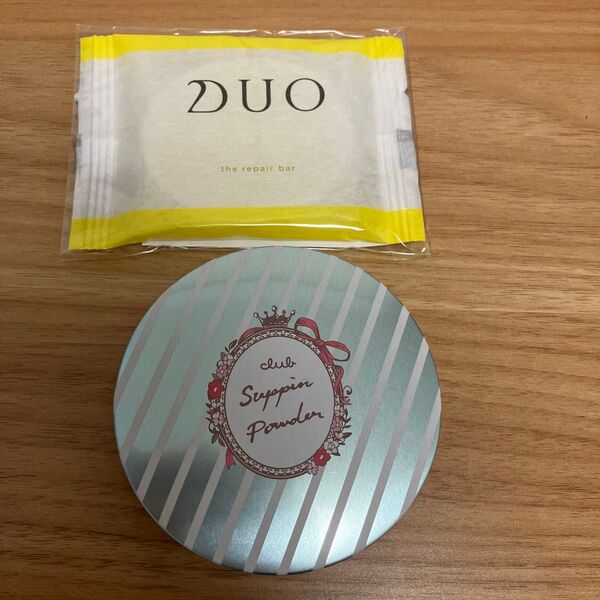 DUO
the repair bar
club
Suppin
Powder